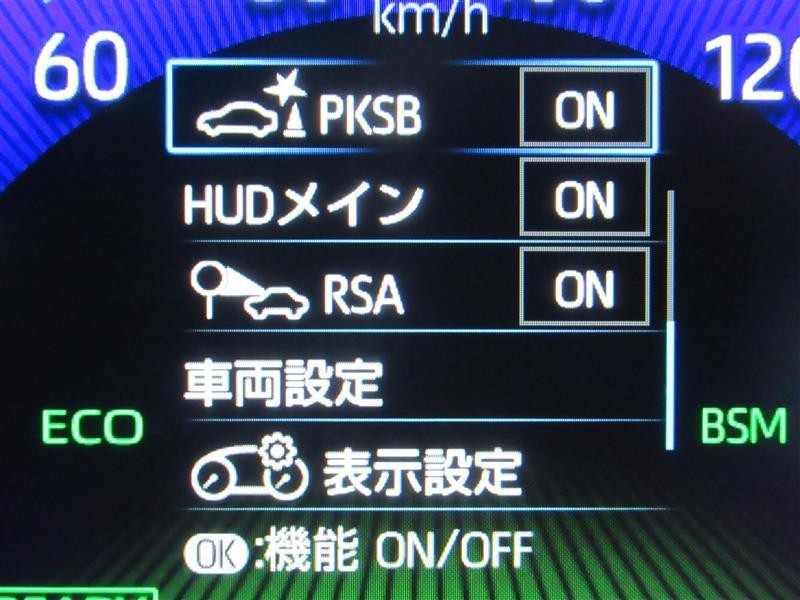 km/h
60
120
PKSB ON
HUDメイン ON
RSA ON
車両設定
ECO
BSM
表示設定
OK:機能 ON/OFF